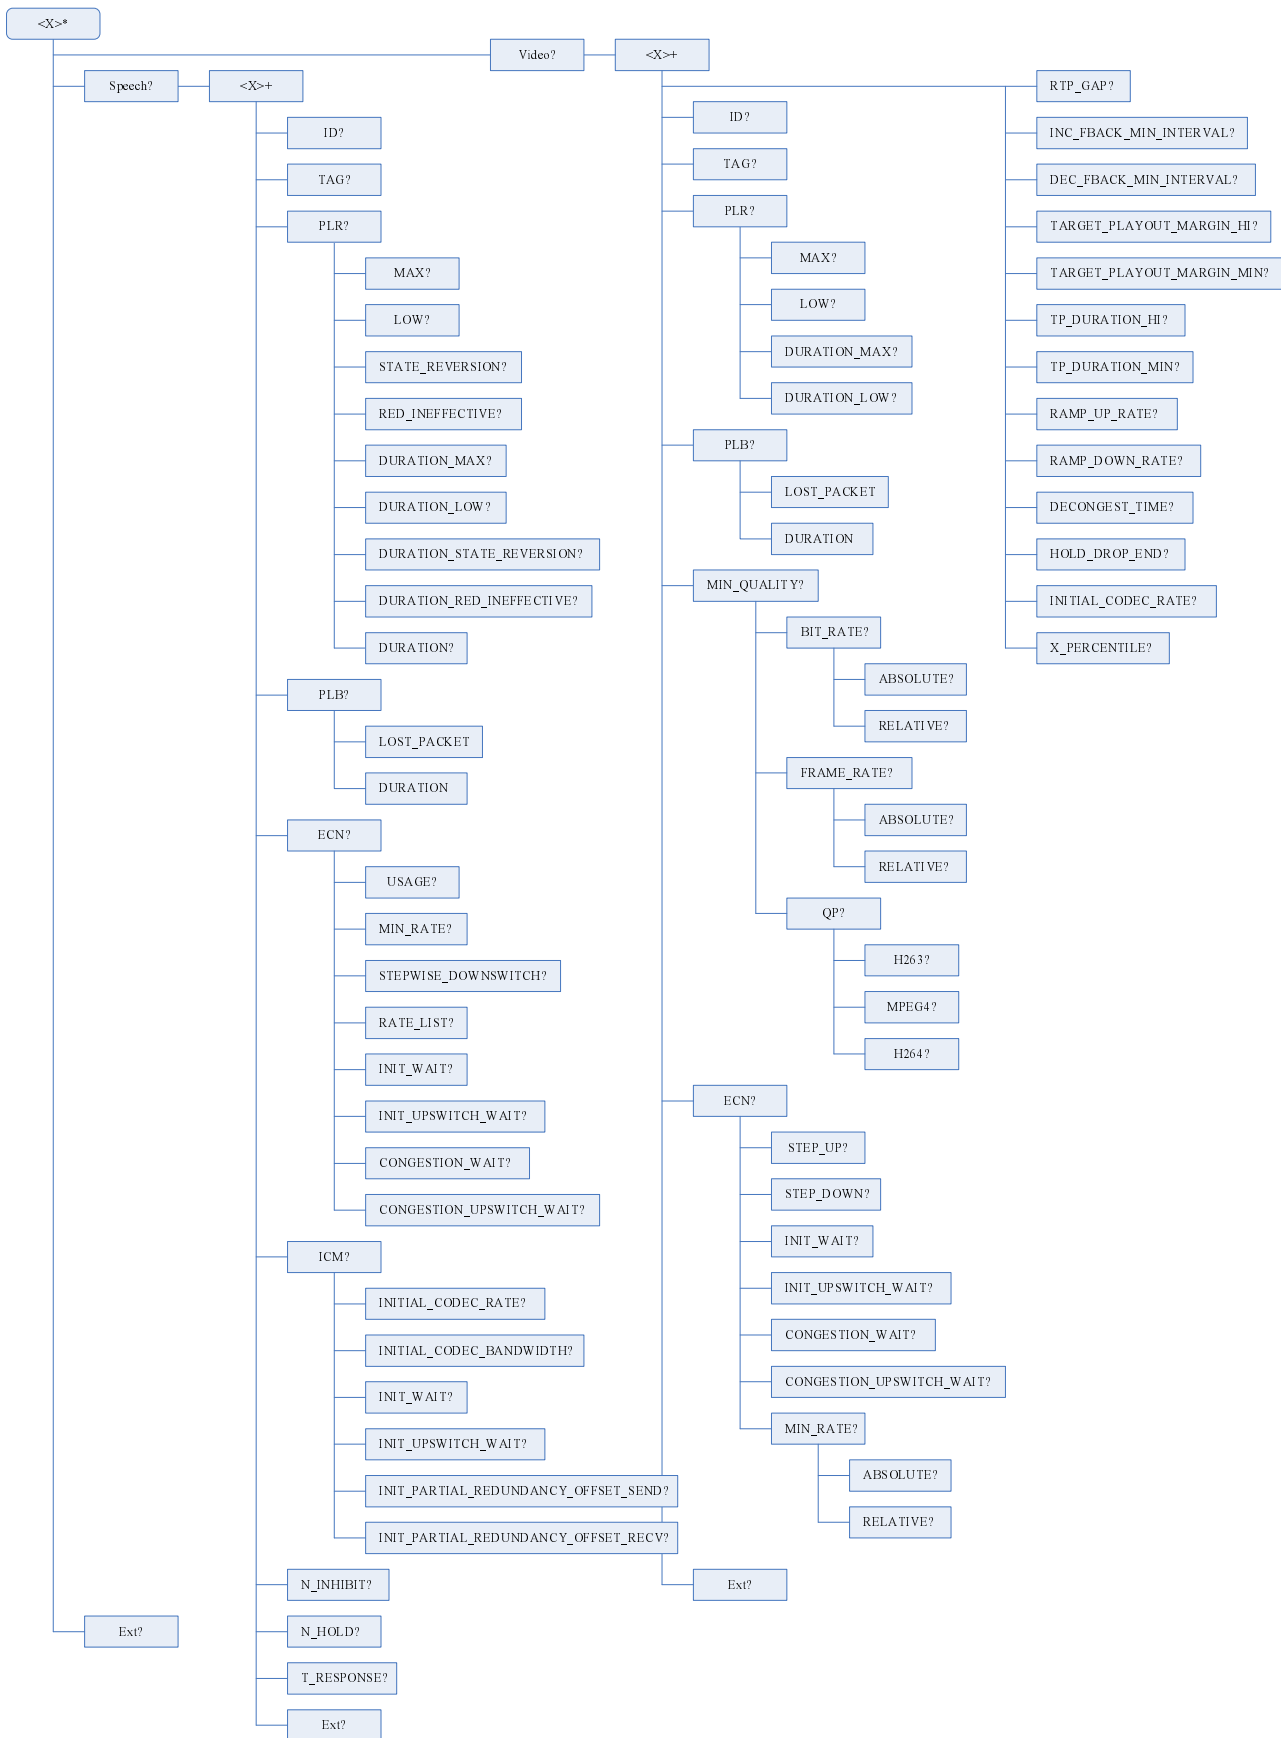 <X>*
Video?
<X>+
Speech?
<X>+
ID?
TAG?
PLR?
MAX?
LOW?
STATE_REVERSION?
RED_INEFFECTIVE?
DURATION_MAX?
DURATION_LOW?
DURATION_STATE_REVERSION?
DURATION_RED_INEFFECTIVE?
DURATION?
PLB?
LOST_PACKET
DURATION
ECN?
USAGE?
MIN_RATE?
STEPWISE_DOWNSWITCH?
RATE_LIST?
INIT_WAIT?
INIT_UPSWITCH_WAIT?
CONGESTION_WAIT?
CONGESTION_UPSWITCH_WAIT?
ICM?
INITIAL_CODEC_RATE?
INITIAL_CODEC_BANDWIDTH?
INIT_WAIT?
INIT_UPSWITCH_WAIT?
INIT_PARTIAL_REDUNDANCY_OFFSET_SEND?
INIT_PARTIAL_REDUNDANCY_OFFSET_RECV?
N_INHIBIT?
N_HOLD?
T_RESPONSE?
Ext?
Ext?
ID?
TAG?
PLR?
MAX?
LOW?
DURATION_MAX?
DURATION_LOW?
PLB?
LOST_PACKET
DURATION
MIN_QUALITY?
BIT_RATE?
ABSOLUTE?
RELATIVE?
FRAME_RATE?
ABSOLUTE?
RELATIVE?
QP?
H263?
MPEG4?
H264?
ECN?
STEP_UP?
STEP_DOWN?
INIT_WAIT?
INIT_UPSWITCH_WAIT?
CONGESTION_WAIT?
CONGESTION_UPSWITCH_WAIT?
MIN_RATE?
ABSOLUTE?
RELATIVE?
Ext?
RTP_GAP?
INC_FBACK_MIN_INTERVAL?
DEC_FBACK_MIN_INTERVAL?
TARGET_PLAYOUT_MARGIN_HI?
TARGET_PLAYOUT_MARGIN_MIN?
TP_DURATION_HI?
TP_DURATION_MIN?
RAMP_UP_RATE?
RAMP_DOWN_RATE?
DECONGEST_TIME?
HOLD_DROP_END?
INITIAL_CODEC_RATE?
X_PERCENTILE?